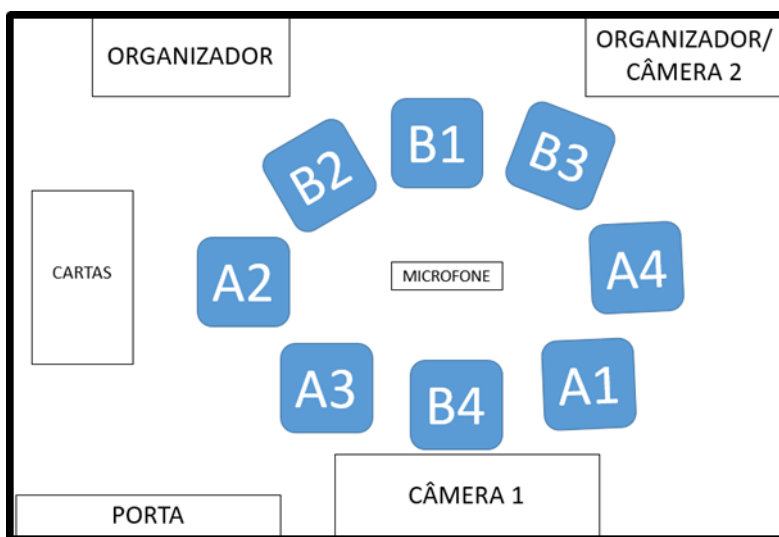 ORGANIZADOR
ORGANIZADOR/
CÂMERA 2
B1
B2
B3
CARTAS
A2
MICROFONE
A4
A3
B4
A1
CÂMERA 1
PORTA